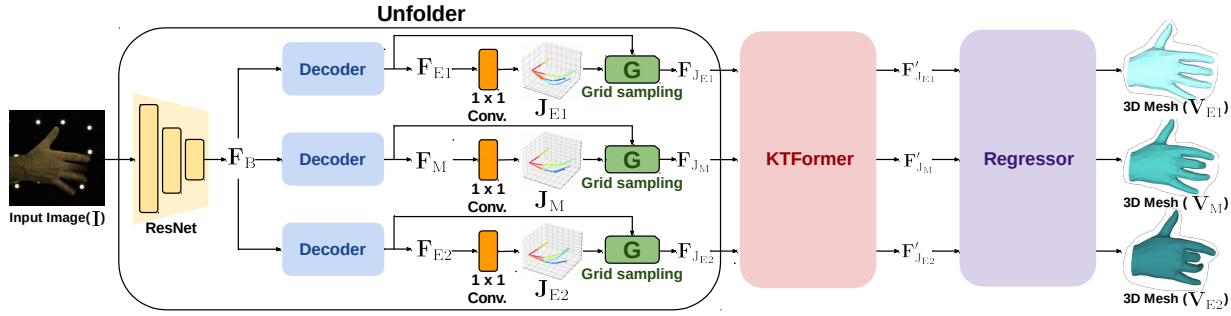 Unfolder
Decoder
F_E1
1 x 1
Conv.
J_E1
G
Grid sampling
F_J_E1
F'_J_E1
3D Mesh (V_E1)
Input Image(I)
ResNet
F_B
Decoder
F_M
1 x 1
Conv.
J_M
G
Grid sampling
F_J_M
KTFormer
F'_J_M
Regressor
3D Mesh (V_M)
Decoder
F_E2
1 x 1
Conv.
J_E2
G
Grid sampling
F_J_E2
F'_J_E2
3D Mesh (V_E2)